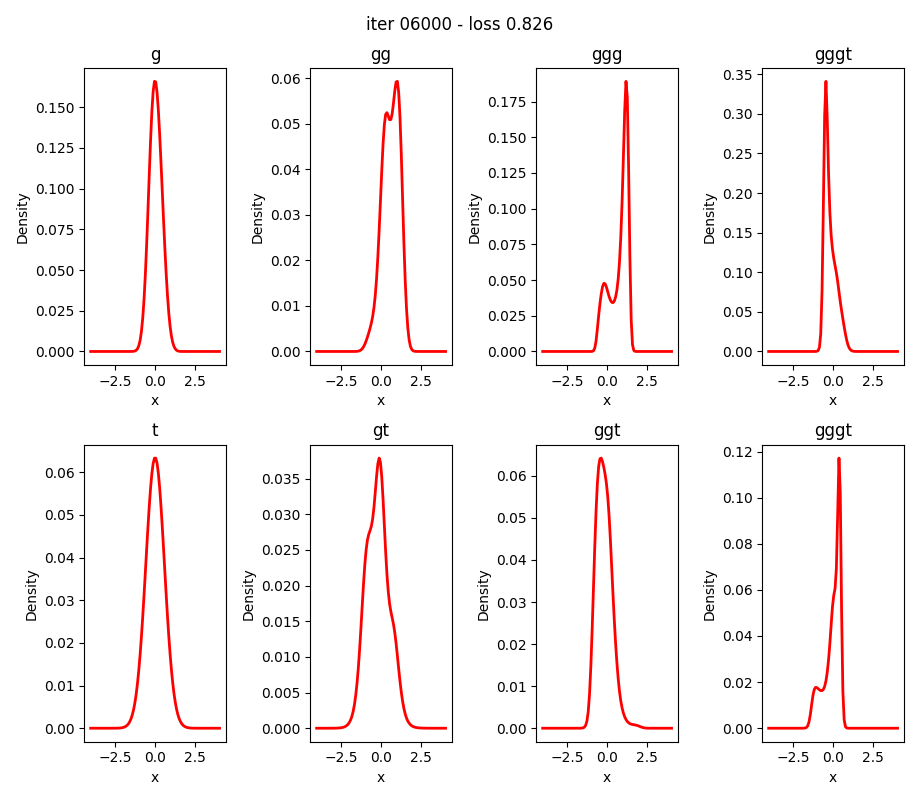 iter 06000 - loss 0.826
g
gg
ggg
gggt
0.150
0.125
0.100
0.075
0.050
0.025
0.000
Density
−2.5 0.0 2.5
x
0.06
0.05
0.04
0.03
0.02
0.01
0.00
Density
−2.5 0.0 2.5
x
0.175
0.150
0.125
0.100
0.075
0.050
0.025
0.000
Density
−2.5 0.0 2.5
x
0.35
0.30
0.25
0.20
0.15
0.10
0.05
0.00
Density
−2.5 0.0 2.5
x
t
gt
ggt
gggt
0.06
0.05
0.04
0.03
0.02
0.01
0.00
Density
−2.5 0.0 2.5
x
0.035
0.030
0.025
0.020
0.015
0.010
0.005
0.000
Density
−2.5 0.0 2.5
x
0.06
0.05
0.04
0.03
0.02
0.01
0.00
Density
−2.5 0.0 2.5
x
0.12
0.10
0.08
0.06
0.04
0.02
0.00
Density
−2.5 0.0 2.5
x